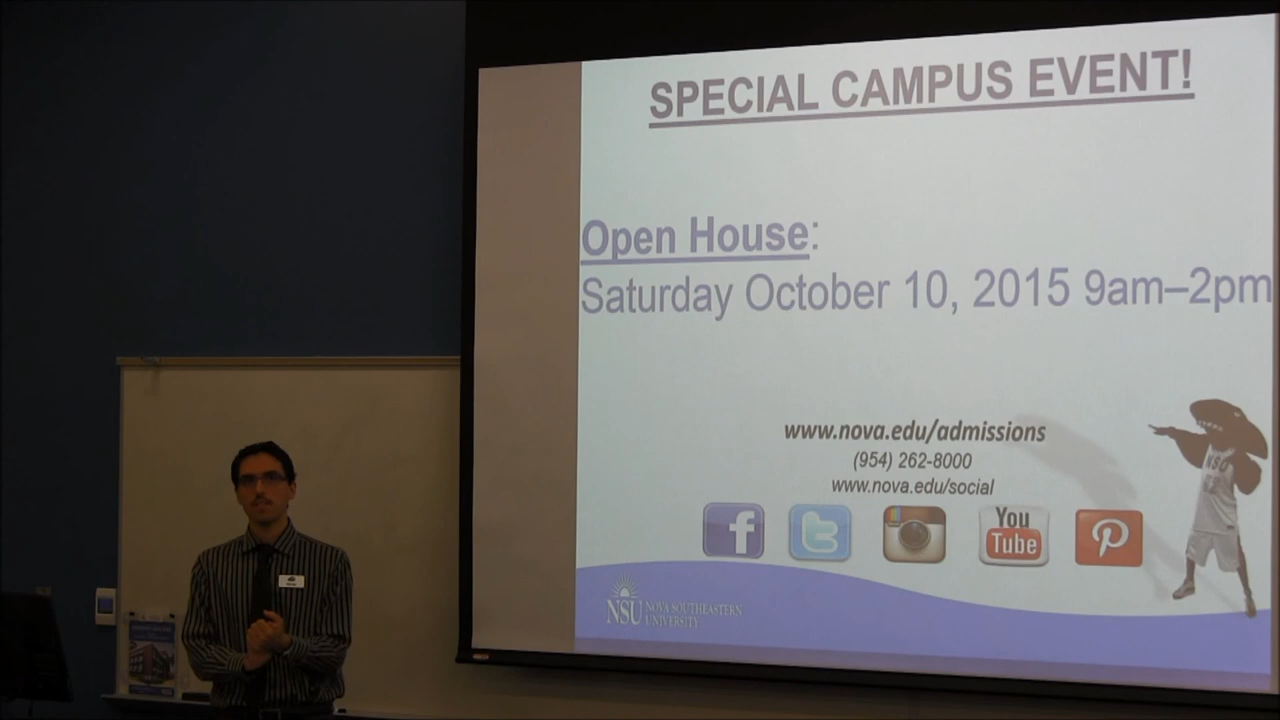 SPECIAL CAMPUS EVENT!
Open House:
Saturday October 10, 2015 9am–2pm
www.nova.edu/admissions
(954) 262-8000
www.nova.edu/social
f
You
Tube
NSU
NSU
NOVA SOUTHEASTERN
UNIVERSITY